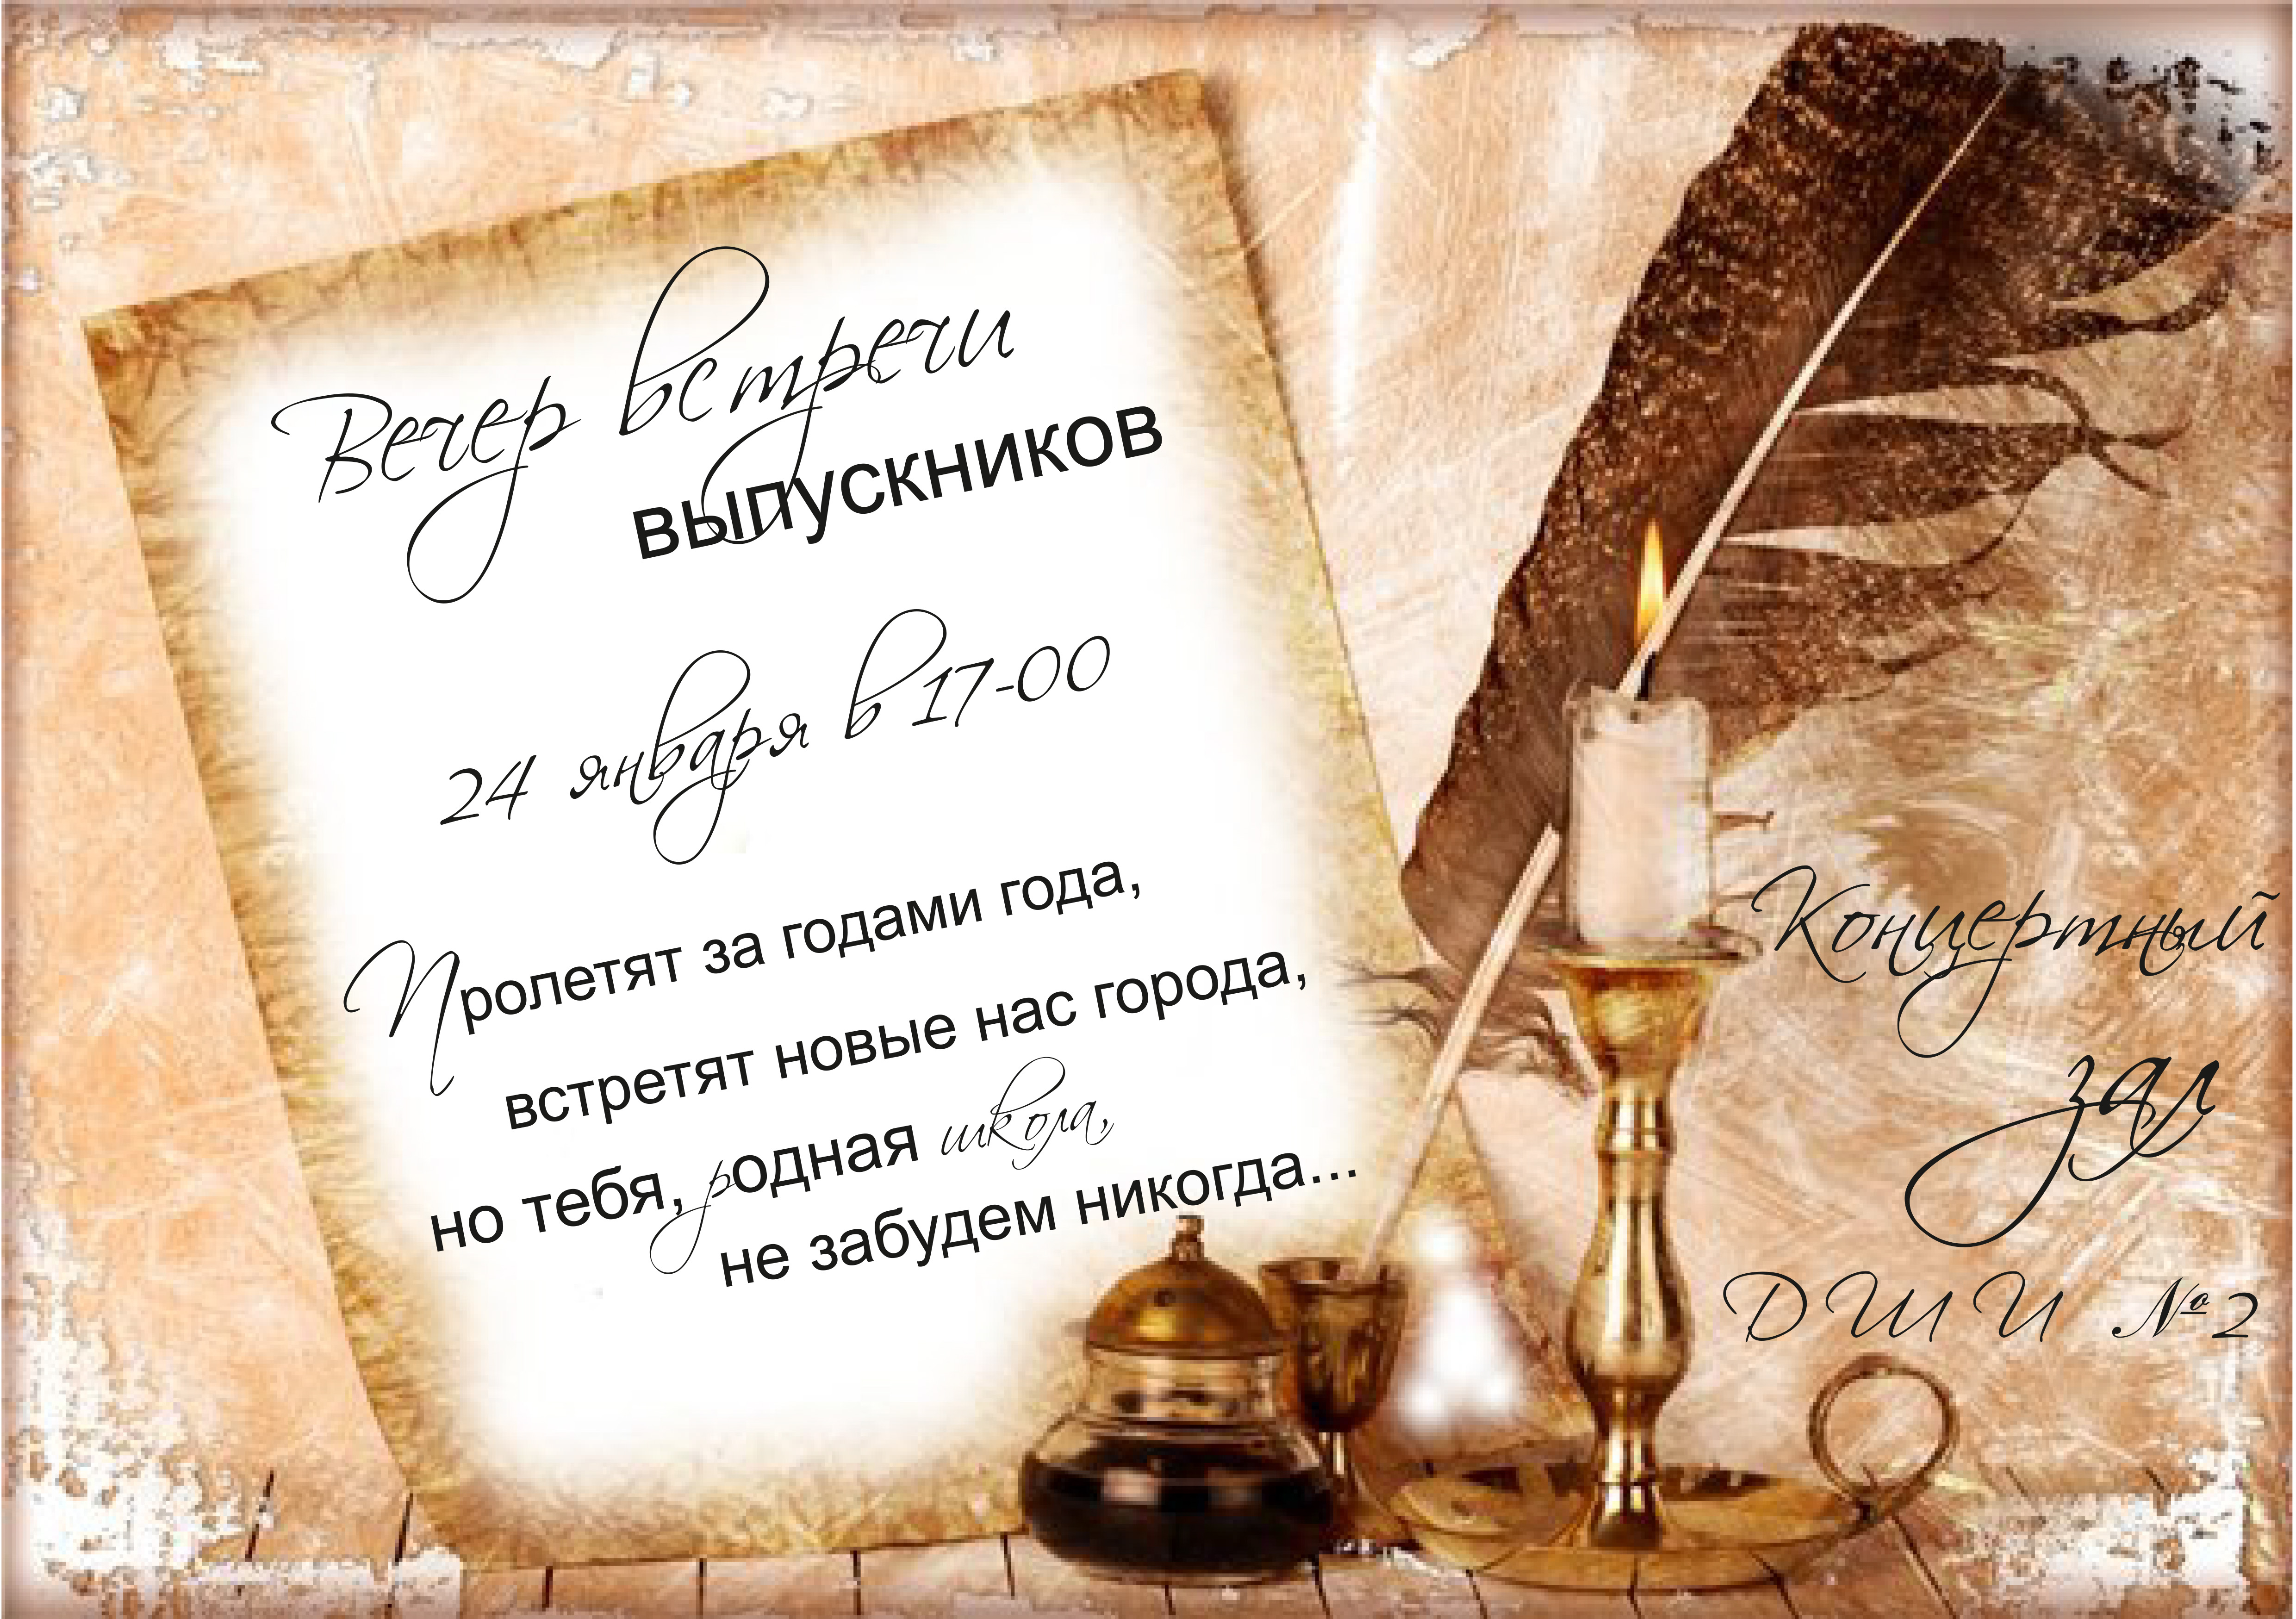 Вечер встречи
выпускников
24 января в 17-00
Пролетят за годами года,
встретят новые нас города,
но тебя, родная школа,
не забудем никогда...
Концертный
зал
ДШИ №2